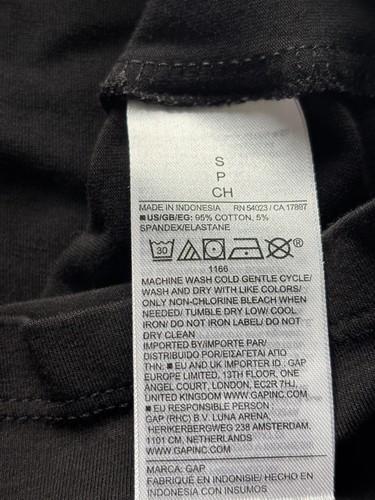 S
P
CH
MADE IN INDONESIA RN 54023 / CA 17897
■ US/GB/EG: 95% COTTON, 5%
SPANDEX/ELASTANE
30
1166
MACHINE WASH COLD GENTLE CYCLE/
WASH AND DRY WITH LIKE COLORS/
ONLY NON-CHLORINE BLEACH WHEN
NEEDED/ TUMBLE DRY LOW/ COOL
IRON/ DO NOT IRON LABEL/ DO NOT
DRY CLEAN
IMPORTED BY/IMPORTÉ PAR/
DISTRIBUIDO POR/ΕΙΣΑΓΕΤΑΙ ΑΠΟ
ΤΗΝ: ■ EU AND UK IMPORTER ID : GAP
EUROPE LIMITED, 13TH FLOOR, ONE
ANGEL COURT, LONDON, EC2R 7HJ,
UNITED KINGDOM WWW.GAPINC.COM
■ EU RESPONSIBLE PERSON :
GAP (RHC) B.V. LUNA ARENA,
HERIKERBERGWEG 238 AMSTERDAM,
1101 CM, NETHERLANDS
WWW.GAPINC.COM
MARCA: GAP
FABRIQUÉ EN INDONÉSIE/ HECHO EN
INDONESIA CON INSUMOS